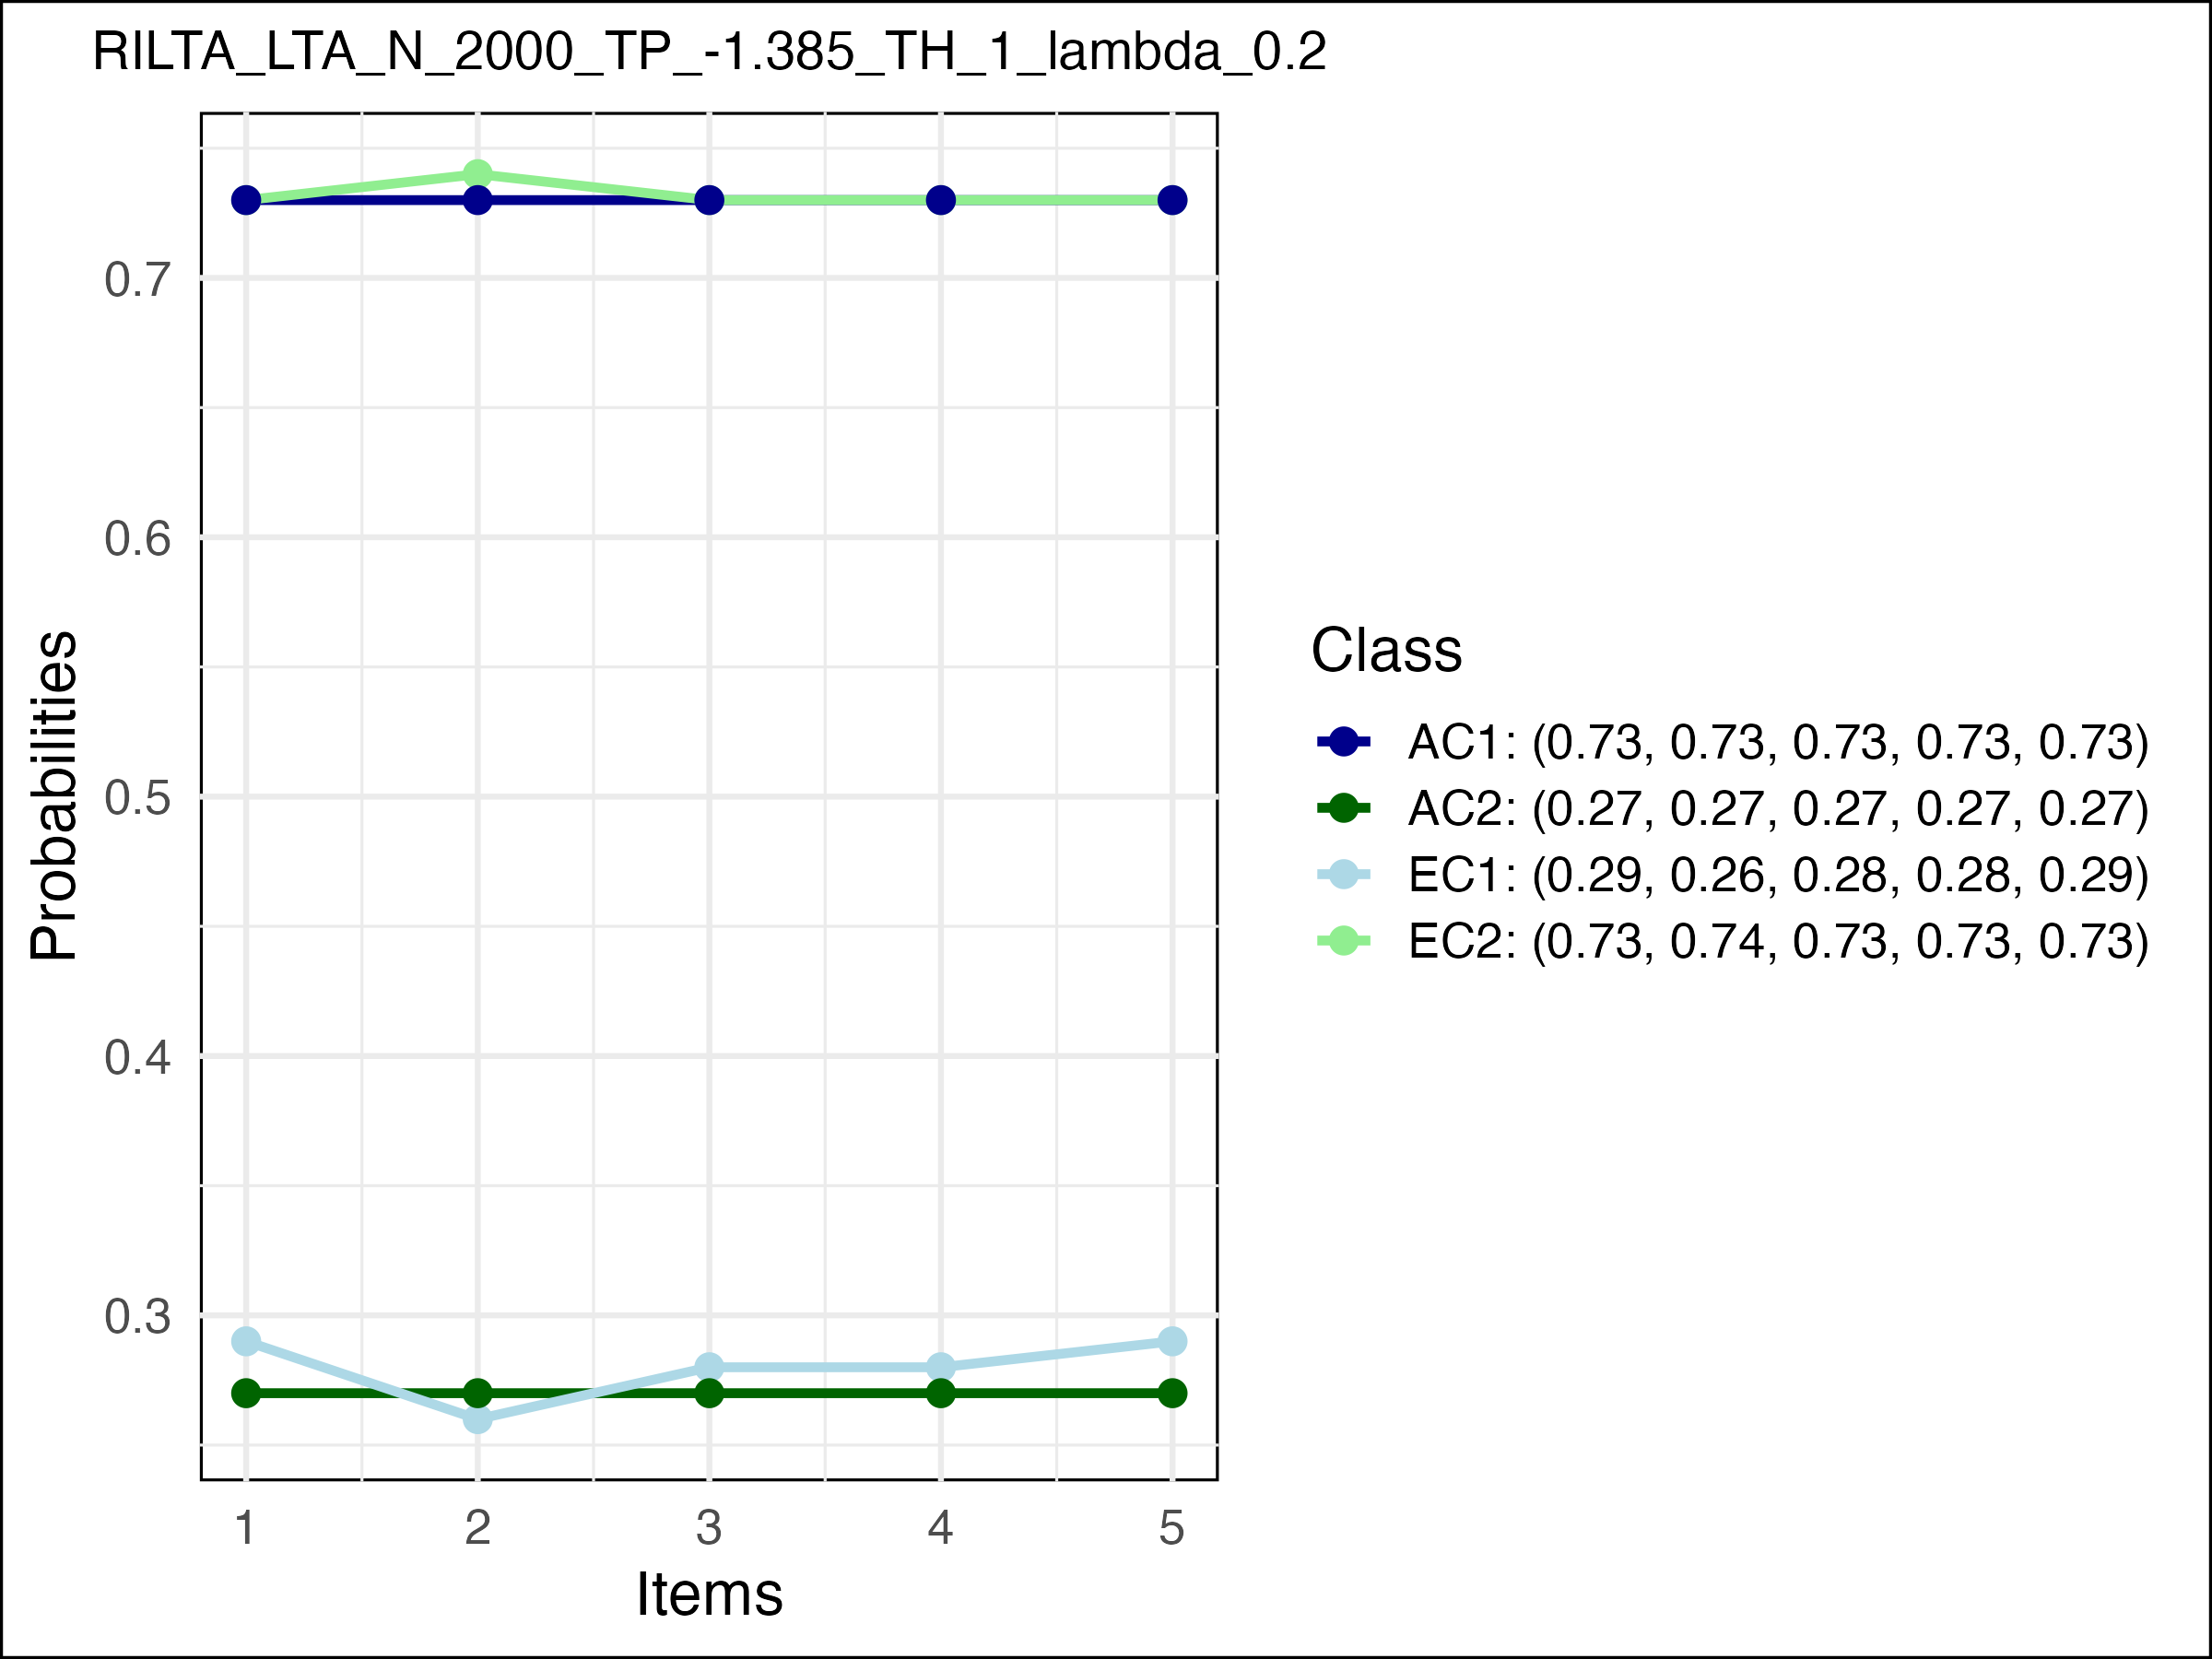 RILTA_LTA_N_2000_TP_-1.385_TH_1_lambda_0.2
0.7
0.6
0.5
0.4
0.3
Probabilities
1 2 3 4 5
Items
Class
AC1: (0.73, 0.73, 0.73, 0.73, 0.73)
AC2: (0.27, 0.27, 0.27, 0.27, 0.27)
EC1: (0.29, 0.26, 0.28, 0.28, 0.29)
EC2: (0.73, 0.74, 0.73, 0.73, 0.73)